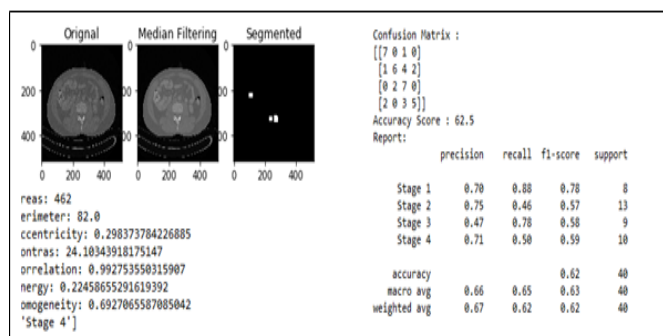 Orignal Median Filtering Segmented
0 0 0
200 200 200
400 400 400
0 200 400 0 200 400 0 200 400
reas: 462
erimeter: 82.0
ccentricity: 0.298373784226885
ontras: 24.10343918175147
orrelation: 0.992753550315907
nergy: 0.22458655291619392
omogeneity: 0.6927065587085042
'Stage 4']
Confusion Matrix :
[[7 0 1 0]
[1 6 4 2]
[0 2 7 0]
[2 0 3 5]]
Accuracy Score : 62.5
Report:
precision recall f1-score support
Stage 1 0.70 0.88 0.78 8
Stage 2 0.75 0.46 0.57 13
Stage 3 0.47 0.78 0.58 9
Stage 4 0.71 0.50 0.59 10
accuracy 0.62 40
macro avg 0.66 0.65 0.63 40
weighted avg 0.67 0.62 0.62 40